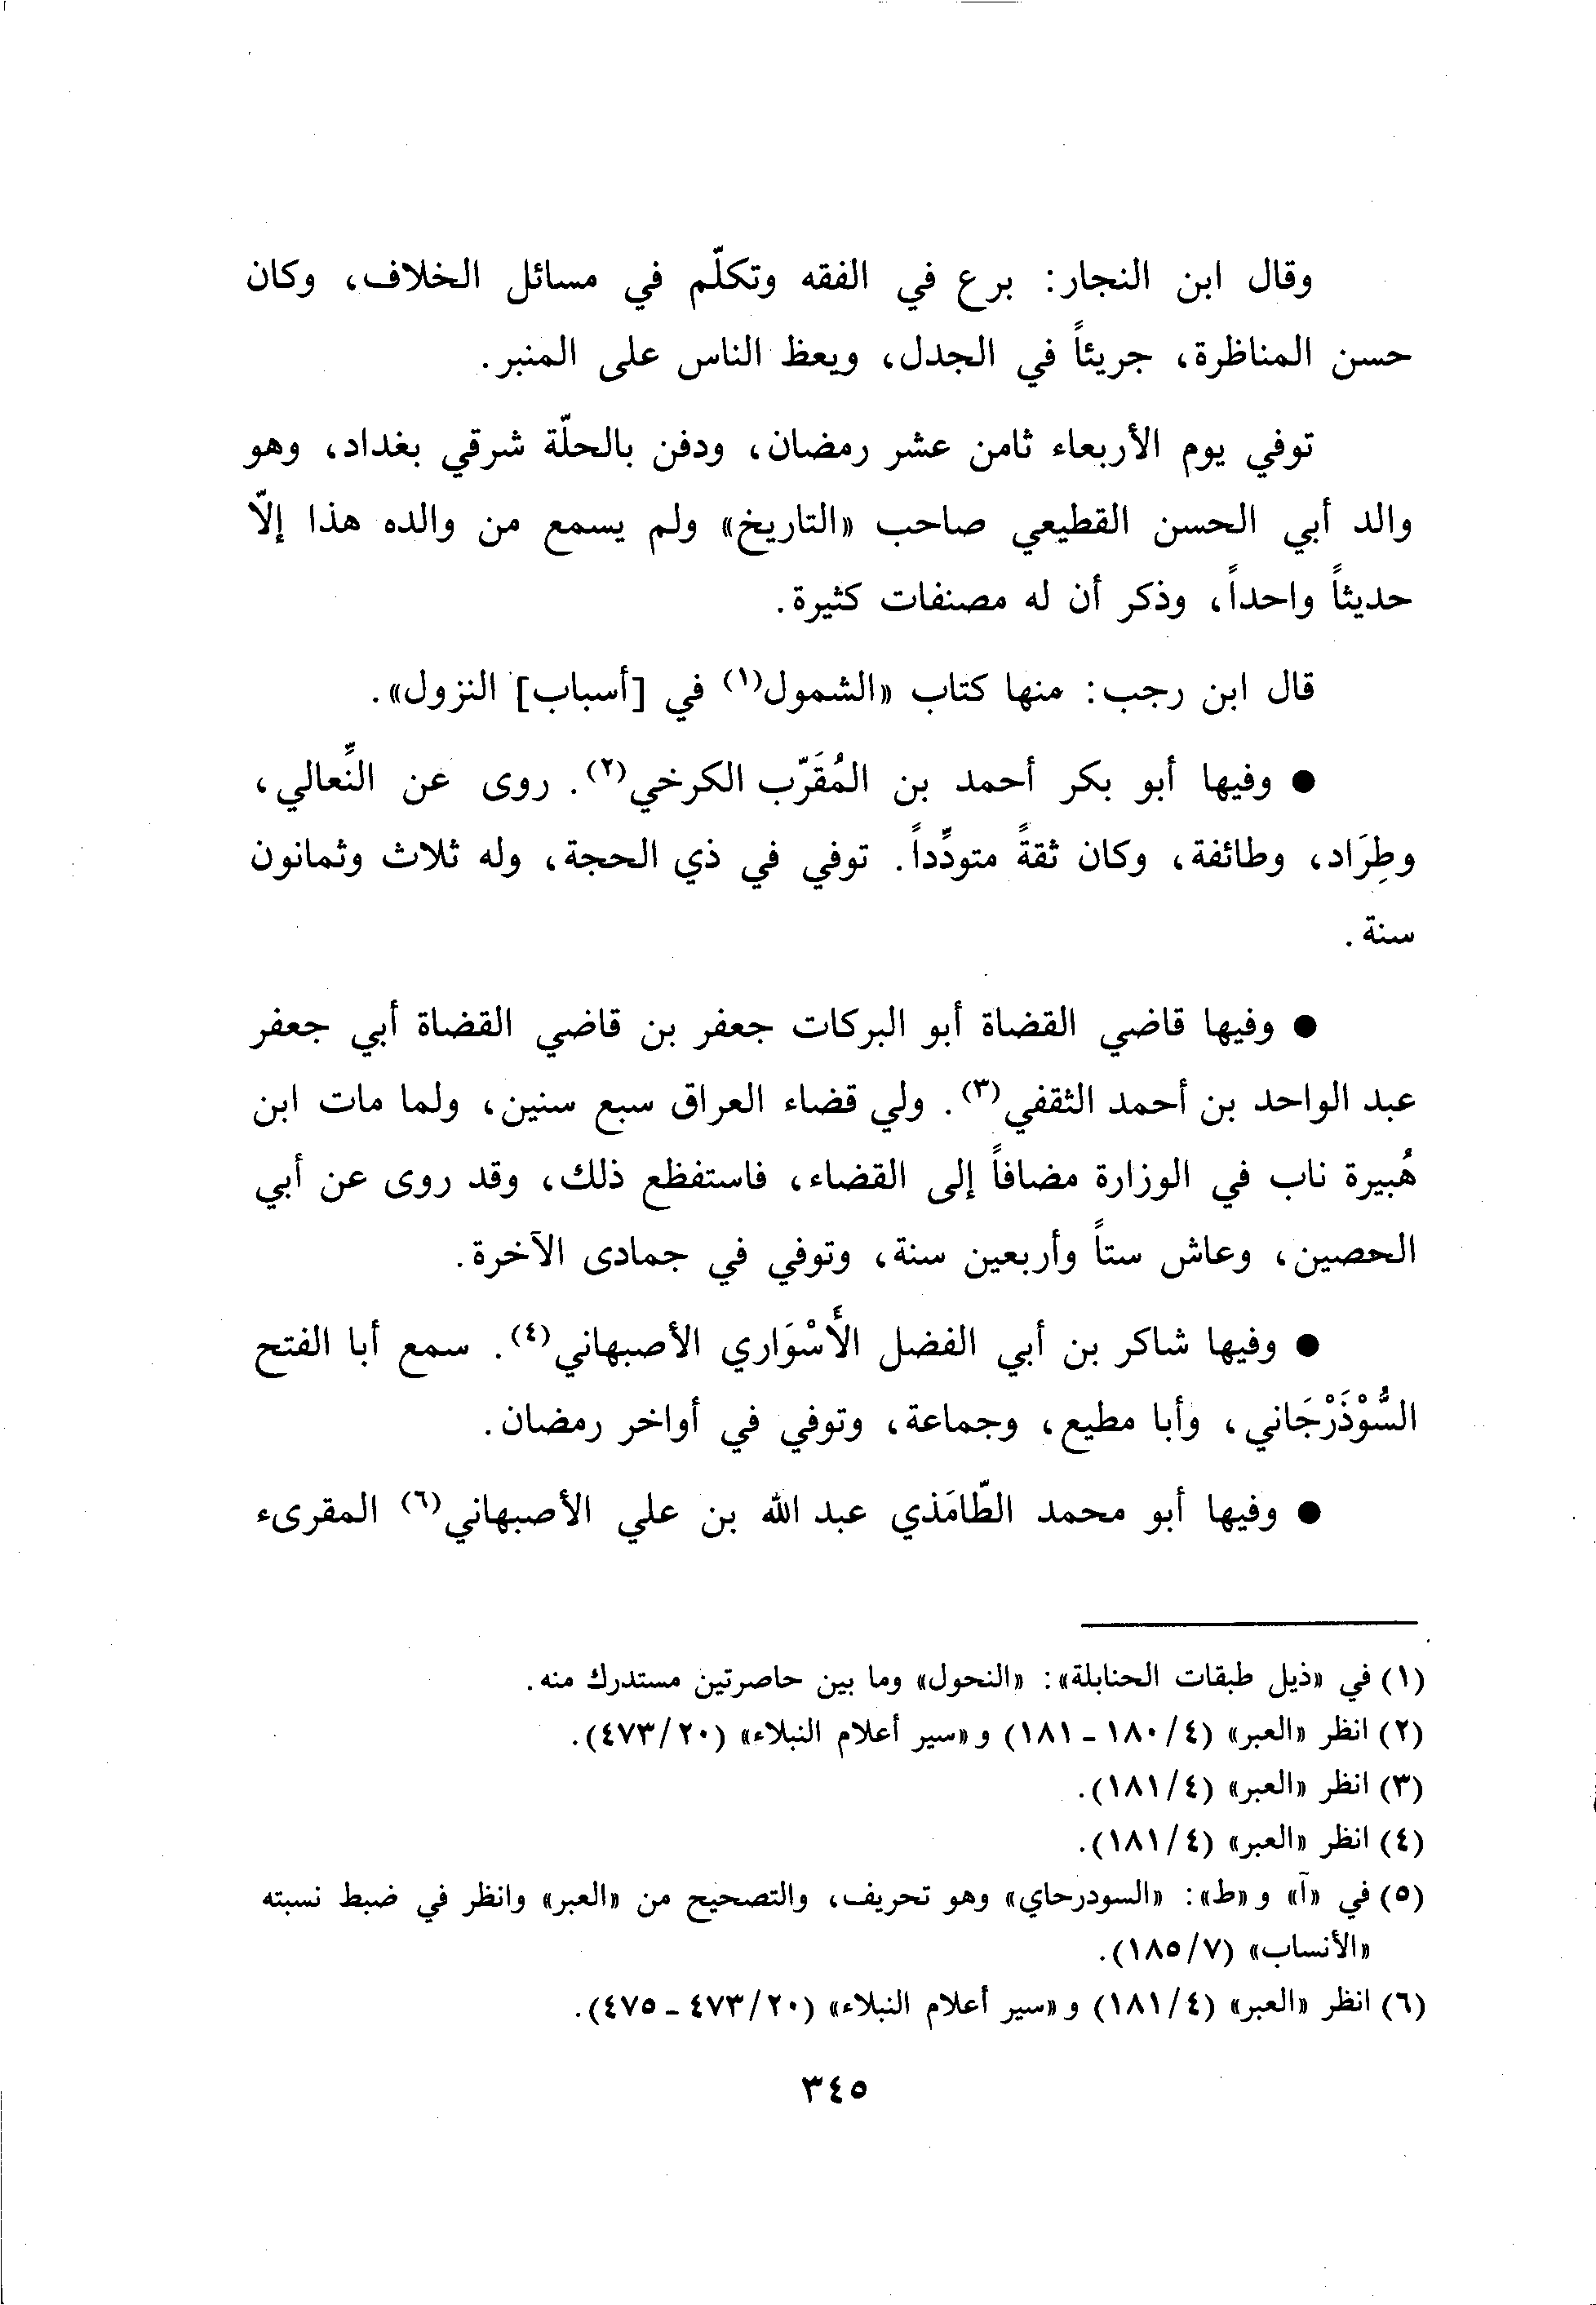 وقال ابن النجار: برع في الفقه وتكلّم في مسائل الخلاف، وكان
حسن المناظرة، جريئاً في الجدل، ويعظ الناس على المنبر.
توفي يوم الأربعاء ثامن عشر رمضان، ودفن بالحلّة شرقي بغداد، وهو
والد أبي الحسن القطيعي صاحب «التاريخ» ولم يسمع من والده هذا إلّا
حديثاً واحداً، وذكر أن له مصنفات كثيرة.
قال ابن رجب: منها كتاب «الشمول(١) في [أسباب] النزول».
● وفيها أبو بكر أحمد بن المُقَرّب الكرخي(٢). روى عن النِّعالي،
وطِرَاد، وطائفة، وكان ثقةً متودِّداً. توفي في ذي الحجة، وله ثلاث وثمانون
سنة.
● وفيها قاضي القضاة أبو البركات جعفر بن قاضي القضاة أبي جعفر
عبد الواحد بن أحمد الثقفي(٣). ولي قضاء العراق سبع سنين، ولما مات ابن
هُبيرة ناب في الوزارة مضافاً إلى القضاء، فاستفظع ذلك، وقد روى عن أبي
الحصين، وعاش ستاً وأربعين سنة، وتوفي في جمادى الآخرة.
● وفيها شاكر بن أبي الفضل الأَسْوَاري الأصبهاني(٤). سمع أبا الفتح
السُّوْذَرْجَاني، وأبا مطيع، وجماعة، وتوفي في أواخر رمضان.
● وفيها أبو محمد الطّامَذي عبد الله بن علي الأصبهاني(٦) المقرىء
(١) في «ذيل طبقات الحنابلة»: «النحول» وما بين حاصرتين مستدرك منه.
(٢) انظر «العبر» (٤/ ١٨٠ - ١٨١) و «سير أعلام النبلاء» (٢٠/ ٤٧٣).
(٣) انظر «العبر» (٤/ ١٨١).
(٤) انظر «العبر» (٤/ ١٨١).
(٥) في «آ» و «ط»: «السودرحاي» وهو تحريف، والتصحيح من «العبر» وانظر في ضبط نسبته
«الأنساب» (٧/ ١٨٥).
(٦) انظر «العبر» (٤/ ١٨١) و «سير أعلام النبلاء» (٢٠/ ٤٧٣ - ٤٧٥).
٣٤٥